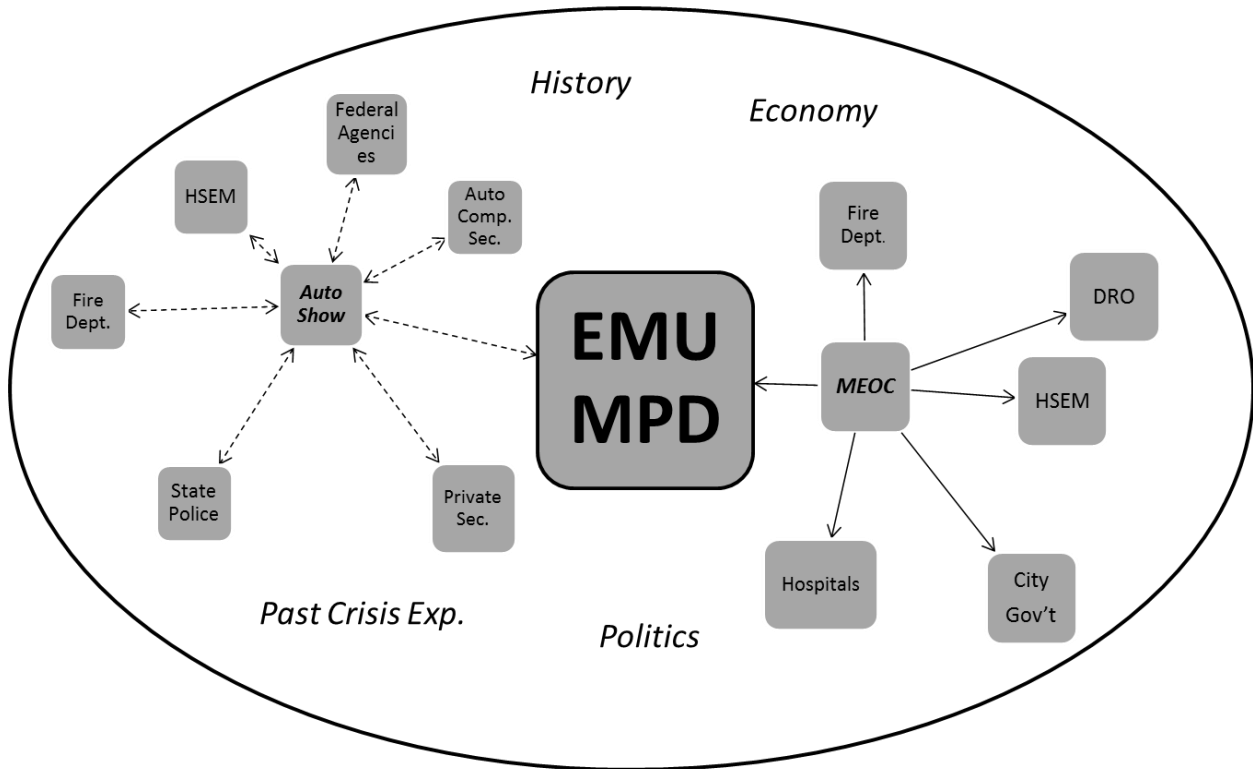 History
Economy
Federal
Agenci
es
HSEM
Auto
Comp.
Sec.
Fire
Dept.
Auto
Show
Fire
Dept.
DRO
EMU
MPD
MEOC
HSEM
State
Police
Private
Sec.
Hospitals
City
Gov’t
Past Crisis Exp.
Politics